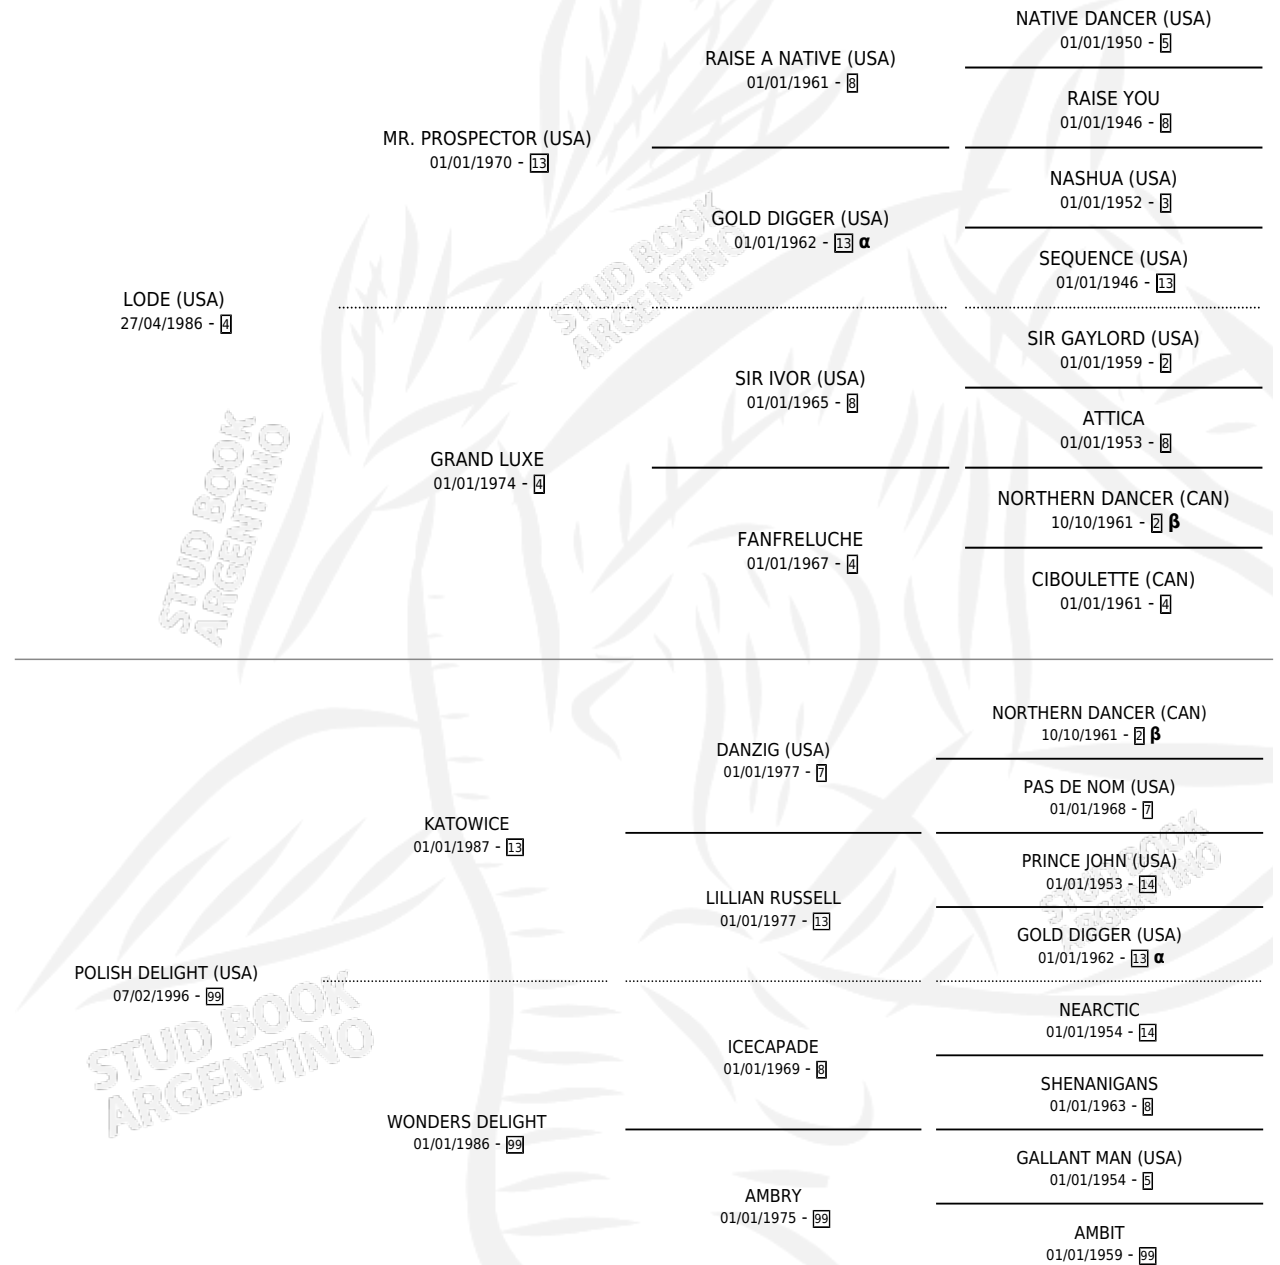 NATIVE DANCER (USA)
01/01/1950 - 5
RAISE A NATIVE (USA)
01/01/1961 - 8
RAISE YOU
01/01/1946 - 8
MR. PROSPECTOR (USA)
01/01/1970 - 13
NASHUA (USA)
01/01/1952 - 3
GOLD DIGGER (USA)
01/01/1962 - 13 α
SEQUENCE (USA)
01/01/1946 - 13
LODE (USA)
27/04/1986 - 4
SIR GAYLORD (USA)
01/01/1959 - 2
SIR IVOR (USA)
01/01/1965 - 8
ATTICA
01/01/1953 - 8
GRAND LUXE
01/01/1974 - 4
NORTHERN DANCER (CAN)
10/10/1961 - 2 β
FANFRELUCHE
01/01/1967 - 4
CIBOULETTE (CAN)
01/01/1961 - 4
NORTHERN DANCER (CAN)
10/10/1961 - 2 β
DANZIG (USA)
01/01/1977 - 7
PAS DE NOM (USA)
01/01/1968 - 7
KATOWICE
01/01/1987 - 13
PRINCE JOHN (USA)
01/01/1953 - 14
LILLIAN RUSSELL
01/01/1977 - 13
GOLD DIGGER (USA)
01/01/1962 - 13 α
POLISH DELIGHT (USA)
07/02/1996 - 99
NEARCTIC
01/01/1954 - 14
ICECAPADE
01/01/1969 - 8
SHENANIGANS
01/01/1963 - 8
WONDERS DELIGHT
01/01/1986 - 99
GALLANT MAN (USA)
01/01/1954 - 5
AMBRY
01/01/1975 - 99
AMBIT
01/01/1959 - 99
STUD BOOK
ARGENTINO
STUD BOOK
ARGENTINO
STUD BOOK
ARGENTINO
STUD BOOK
ARGENTINO